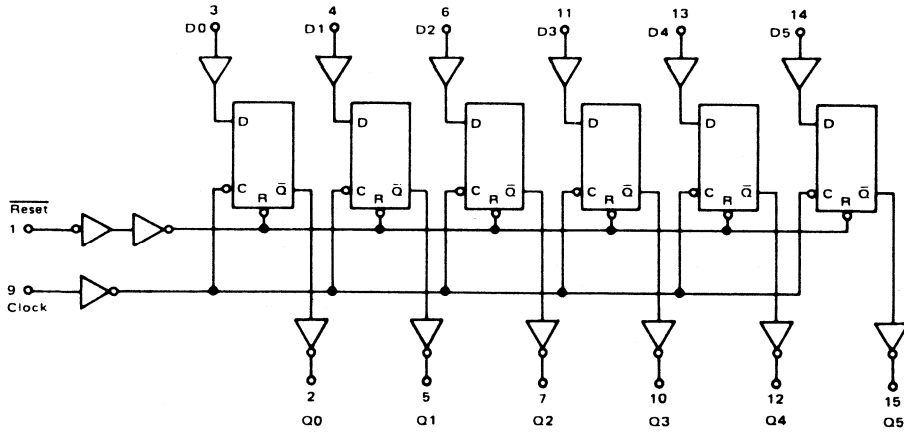 3 4 6 11 13 14
D0 D1 D2 D3 D4 D5
D D D D D D
C Q̅ C Q̅ C Q̅ C Q̅ C Q̅ C Q̅
R R R R R R
R̅e̅s̅e̅t̅
1
9
Clock
2 5 7 10 12 15
Q0 Q1 Q2 Q3 Q4 Q5